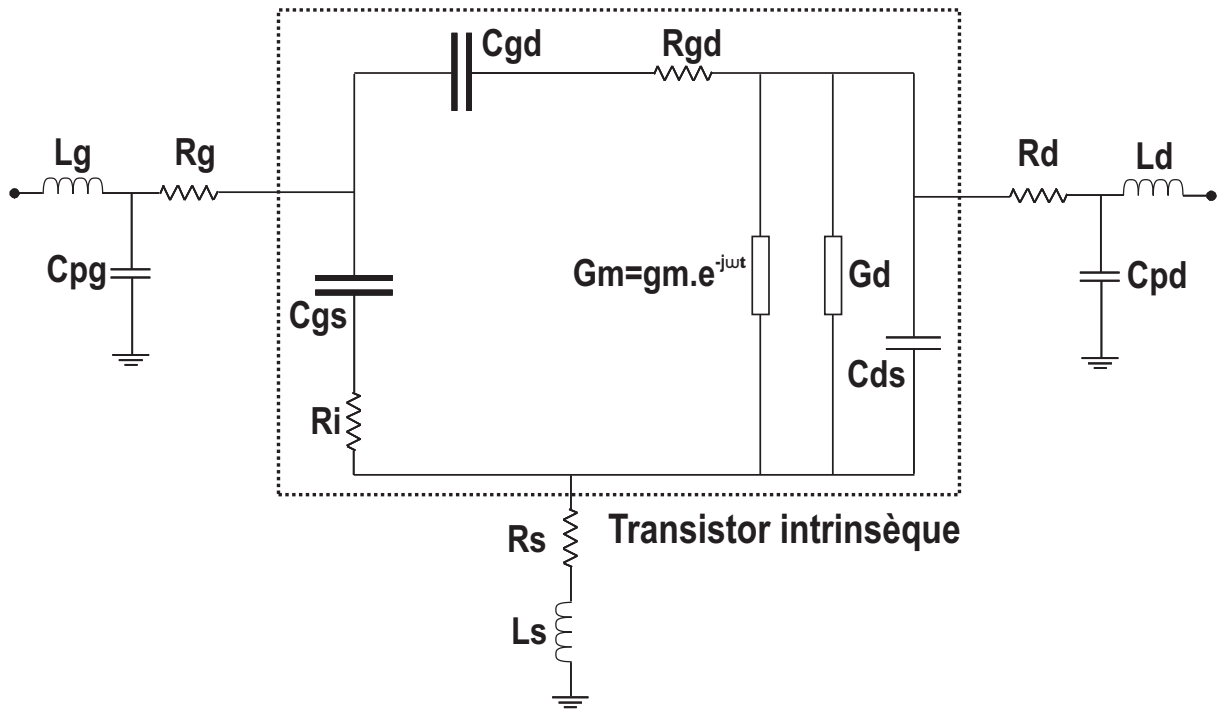 Cgd
Rgd
Lg
Rg
Rd
Ld
Cpg
Cgs
Gm=gm.e^-jωt
Gd
Cpd
Cds
Ri
Rs
Transistor intrinsèque
Ls